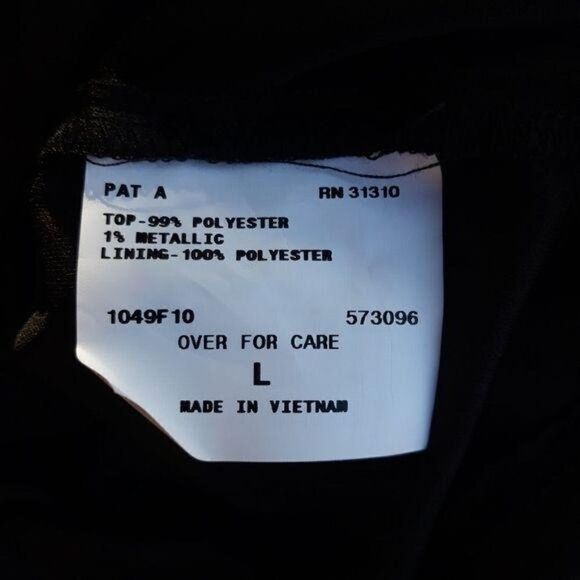 PAT A RN 31310
TOP-99% POLYESTER
1% METALLIC
LINING-100% POLYESTER
1049F10 573096
OVER FOR CARE
L
MADE IN VIETNAM